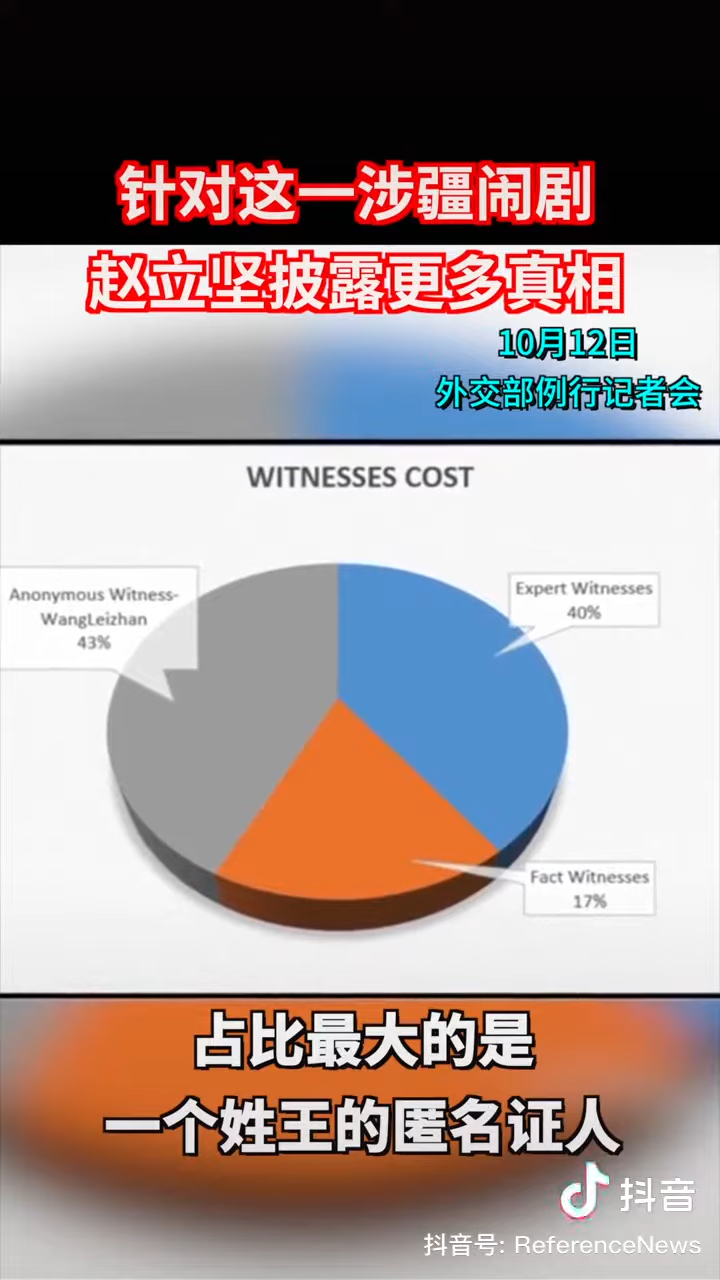 针对这一涉疆闹剧
赵立坚披露更多真相
10月12日
外交部例行记者会
WITNESSES COST
Anonymous Witness-
WangLeizhan
43%
Expert Witnesses
40%
Fact Witnesses
17%
占比最大的是
一个姓王的匿名证人
抖音
抖音号: ReferenceNews